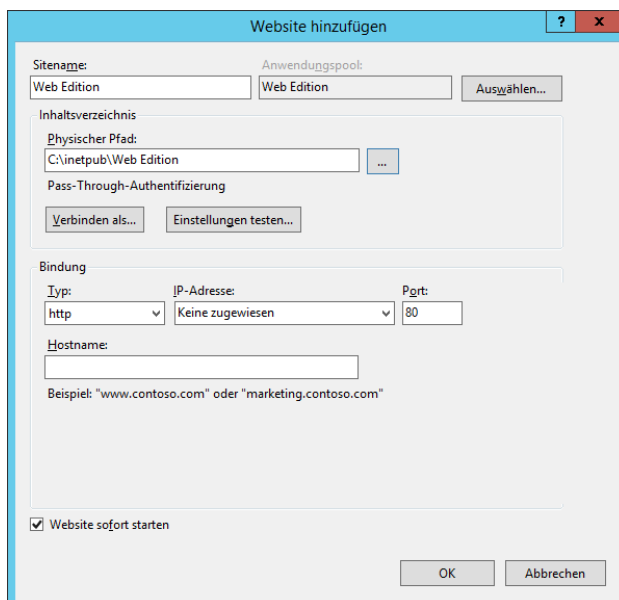 Website hinzufügen
?
x
Sitename:
Anwendungspool:
Web Edition
Web Edition
Auswählen...
Inhaltsverzeichnis
Physischer Pfad:
C:\inetpub\Web Edition
...
Pass-Through-Authentifizierung
Verbinden als...
Einstellungen testen...
Bindung
Typ:
IP-Adresse:
Port:
http
Keine zugewiesen
80
Hostname:
Beispiel: "www.contoso.com" oder "marketing.contoso.com"
Website sofort starten
OK
Abbrechen